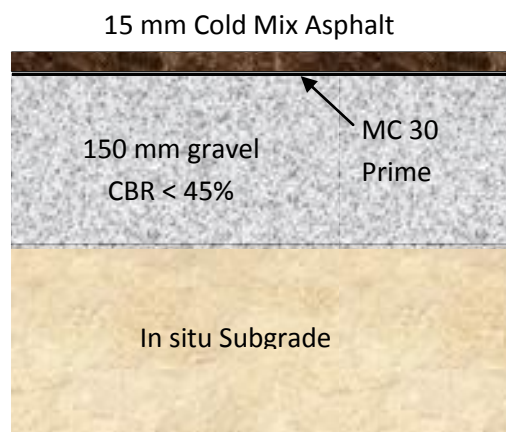 15 mm Cold Mix Asphalt
MC 30
Prime
150 mm gravel
CBR < 45%
In situ Subgrade